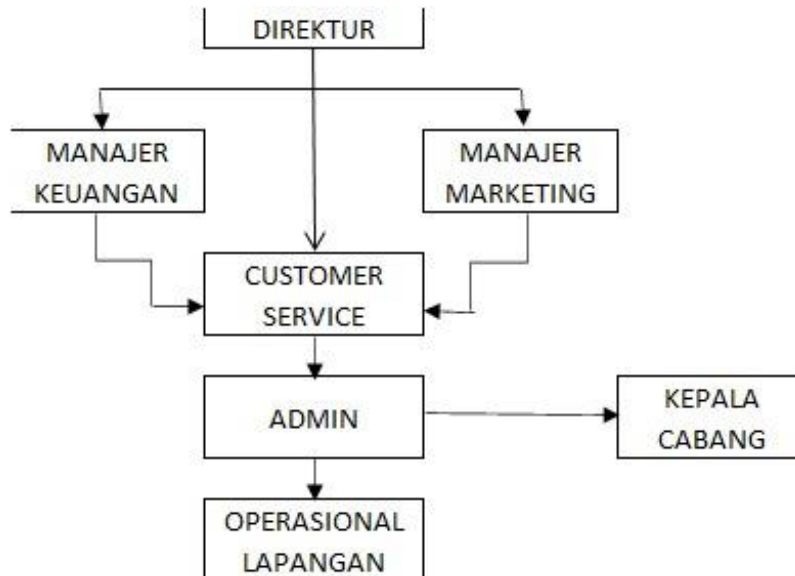 DIREKTUR
MANAJER
KEUANGAN
MANAJER
MARKETING
CUSTOMER
SERVICE
ADMIN
KEPALA
CABANG
OPERASIONAL
LAPANGAN